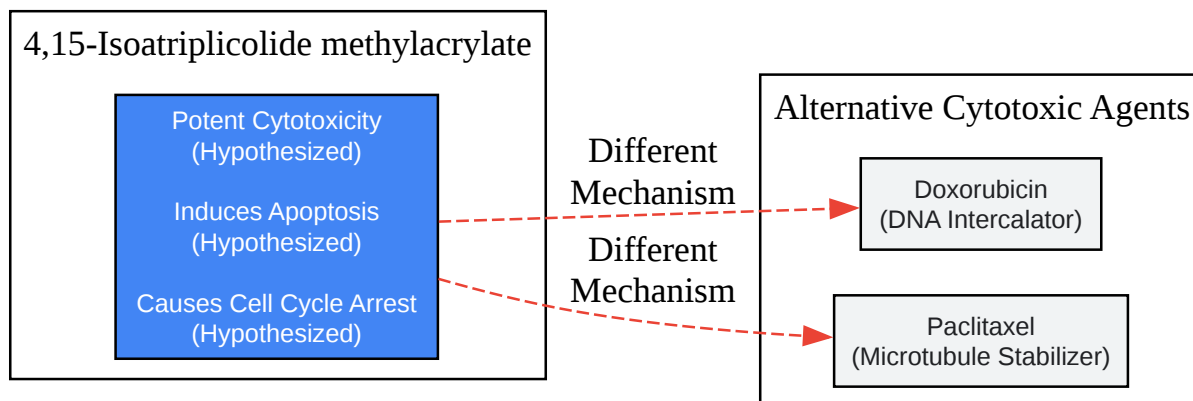 4,15-Isoatriplicolide methylacrylate
Potent Cytotoxicity
(Hypothesized)
Induces Apoptosis
(Hypothesized)
Causes Cell Cycle Arrest
(Hypothesized)
Different
Mechanism
Different
Mechanism
Alternative Cytotoxic Agents
Doxorubicin
(DNA Intercalator)
Paclitaxel
(Microtubule Stabilizer)